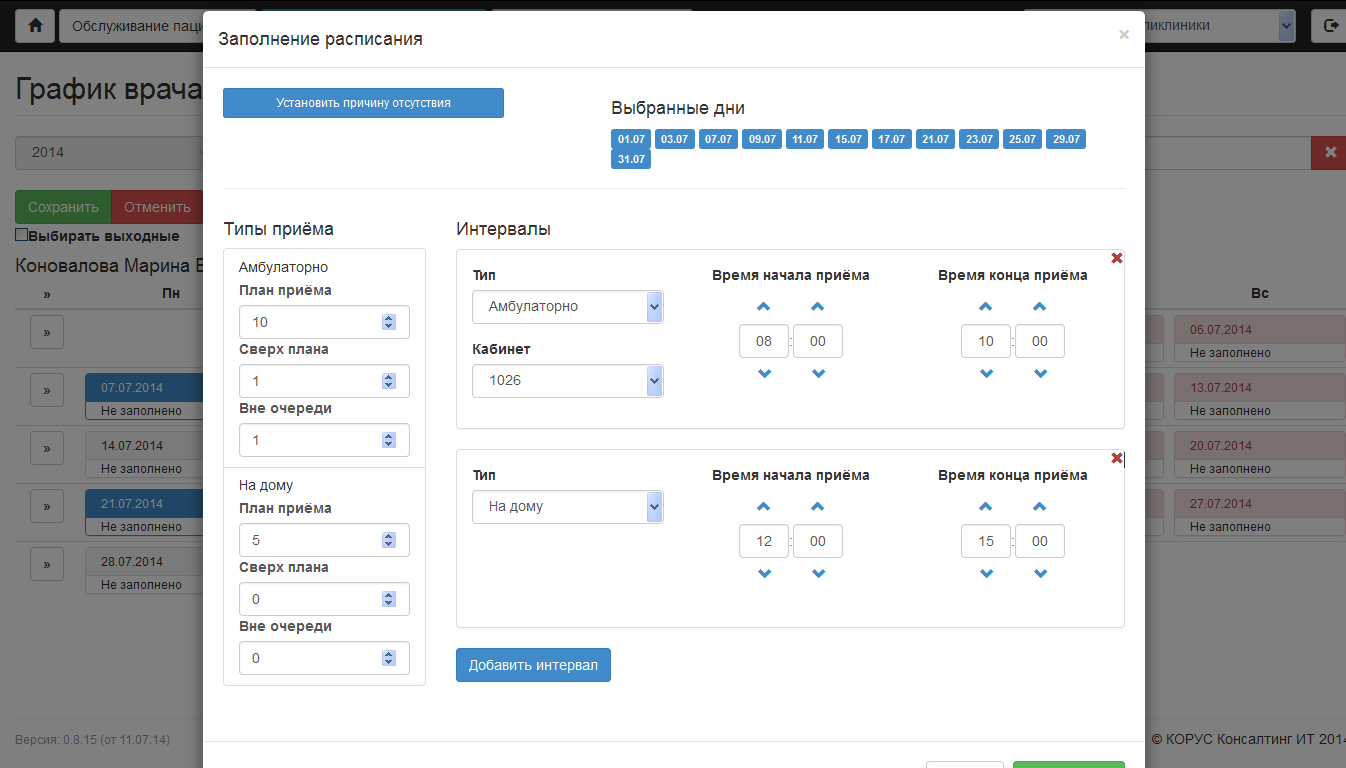 Обслуживание
Заполнение расписания
×
График врача
Установить причину отсутствия
Выбранные дни
01.07 03.07 07.07 09.07 11.07 15.07 17.07 21.07 23.07 25.07 29.07
31.07
2014
Сохранить Отменить
Выбирать выходные
Коновалова Марина
» Пн Вс
»
»
»
»
»
07.07.2014
Не заполнено
14.07.2014
Не заполнено
21.07.2014
Не заполнено
28.07.2014
Не заполнено
Типы приёма
Амбулаторно
План приёма
10
Сверх плана
1
Вне очереди
1
На дому
План приёма
5
Сверх плана
0
Вне очереди
0
Интервалы
Тип Время начала приёма Время конца приёма
Амбулаторно
08 : 00 10 : 00
Кабинет
1026
Тип Время начала приёма Время конца приёма
На дому
12 : 00 15 : 00
Добавить интервал
06.07.2014
Не заполнено
13.07.2014
Не заполнено
20.07.2014
Не заполнено
27.07.2014
Не заполнено
Версия: 0.8.15 (от 11.07.14)
© КОРУС Консалтинг ИТ 2014